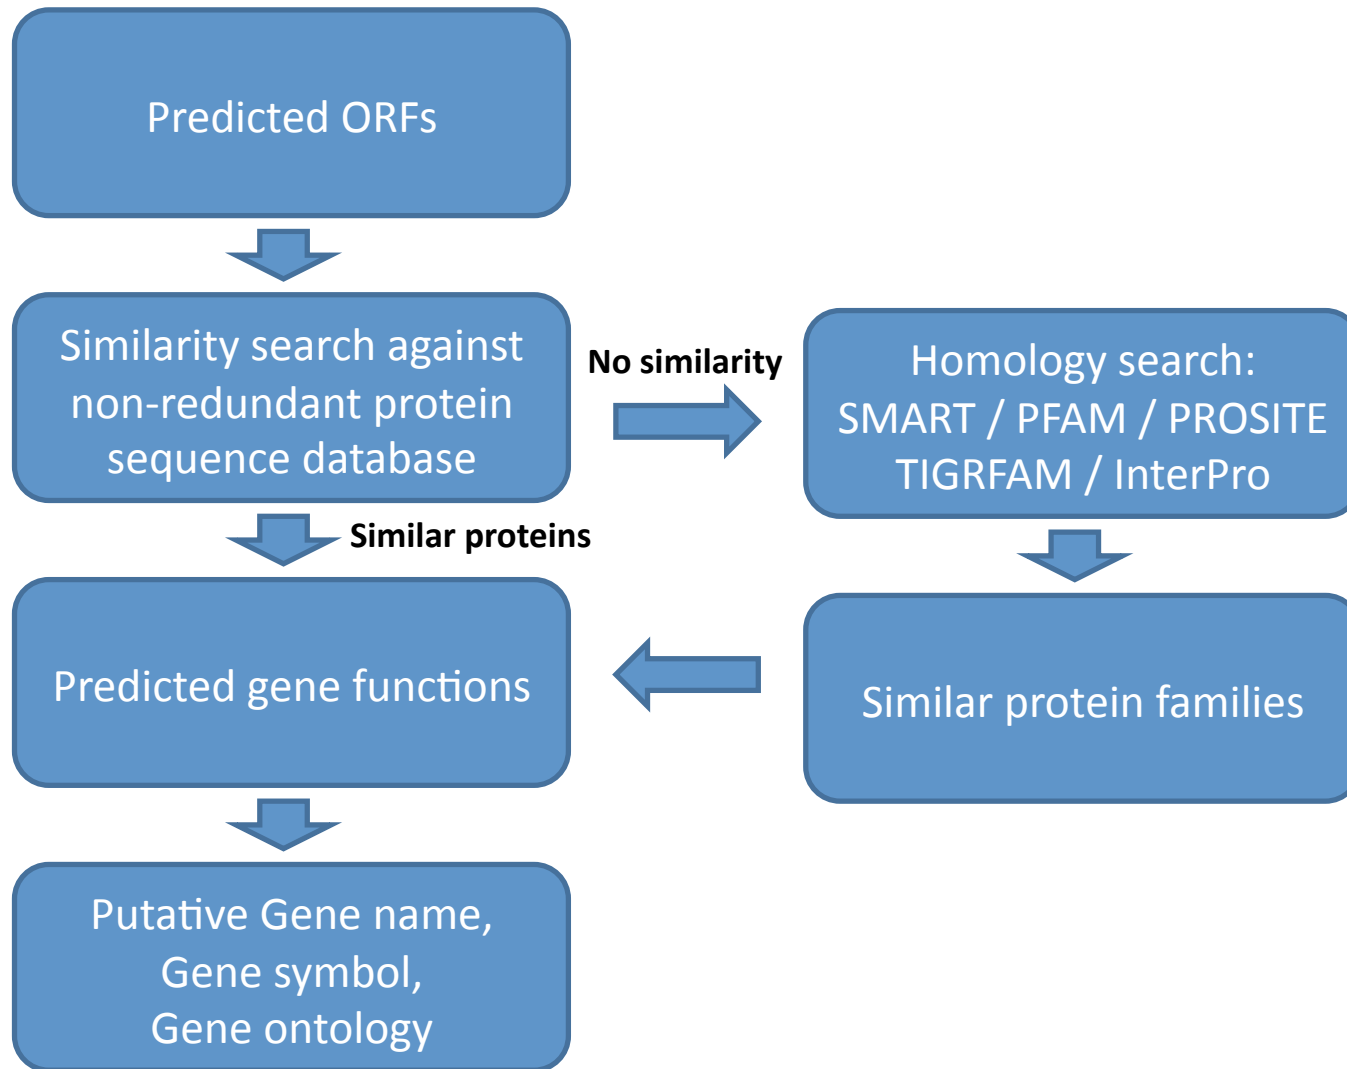 Predicted ORFs
Similarity search against
non-redundant protein
sequence database
No similarity
Homology search:
SMART / PFAM / PROSITE
TIGRFAM / InterPro
Similar proteins
Predicted gene functions
Similar protein families
Putative Gene name,
Gene symbol,
Gene ontology